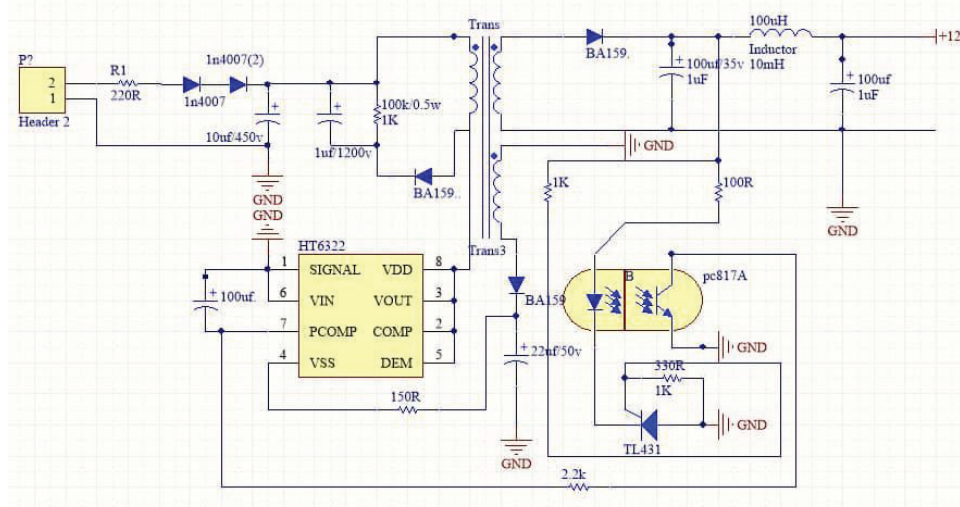 Trans
100uH
BA159.
+12
Inductor
10mH
100uf/35v
1uF
100uf
1uF
P?
2
1
Header 2
R1
220R
1n4007(2)
1n4007
10uf/450v
1uf/1200v
100k/0.5w
1K
BA159..
GND
GND
GND
1K
100R
GND
HT6322
Trans3
1
SIGNAL
VDD
8
6
VIN
VOUT
3
7
PCOMP
COMP
2
4
VSS
DEM
5
100uf.
BA159
22uf/50v
B
pc817A
GND
150R
330R
1K
GND
TL431
GND
2.2k